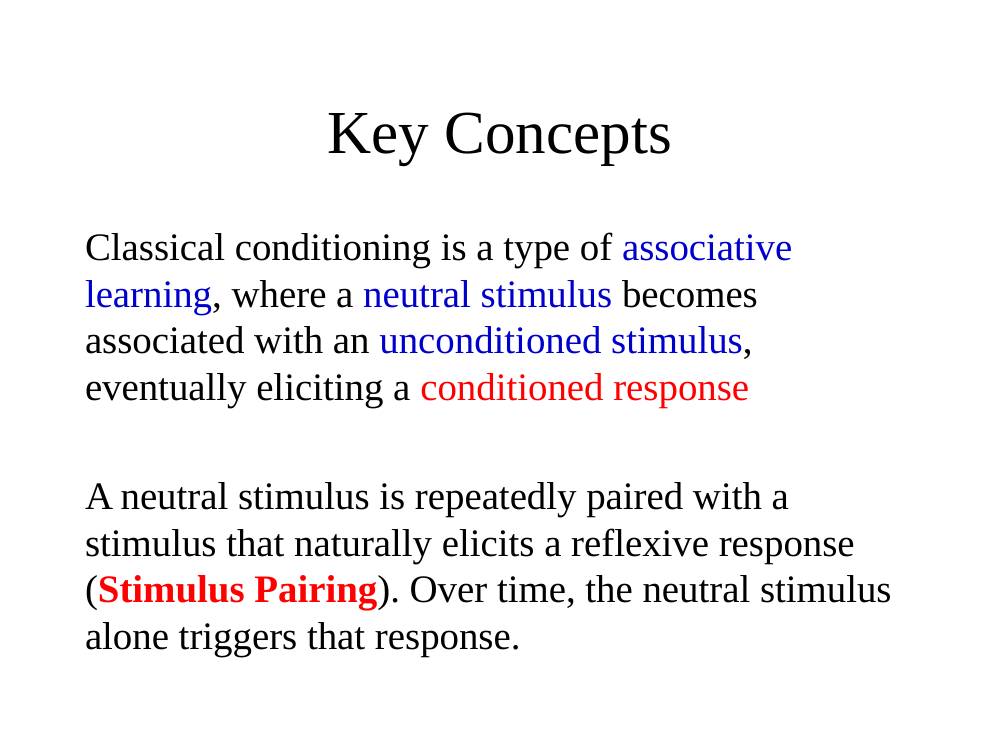 Key Concepts
Classical conditioning is a type of associative
learning, where a neutral stimulus becomes
associated with an unconditioned stimulus,
eventually eliciting a conditioned response
A neutral stimulus is repeatedly paired with a
stimulus that naturally elicits a reflexive response
(Stimulus Pairing). Over time, the neutral stimulus
alone triggers that response.